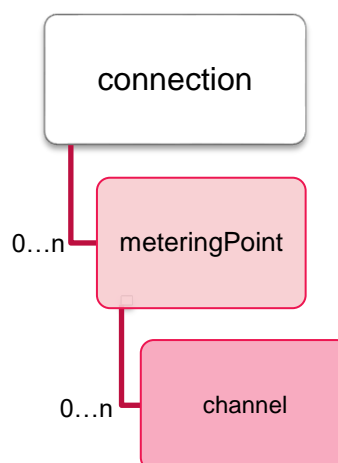 connection
0…n
meteringPoint
0…n
channel